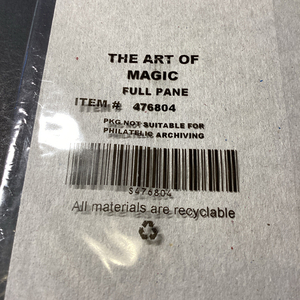 THE ART OF
MAGIC
FULL PANE
ITEM # 476804
PKG NOT SUITABLE FOR
PHILATELIC ARCHIVING
S476804
All materials are recyclable